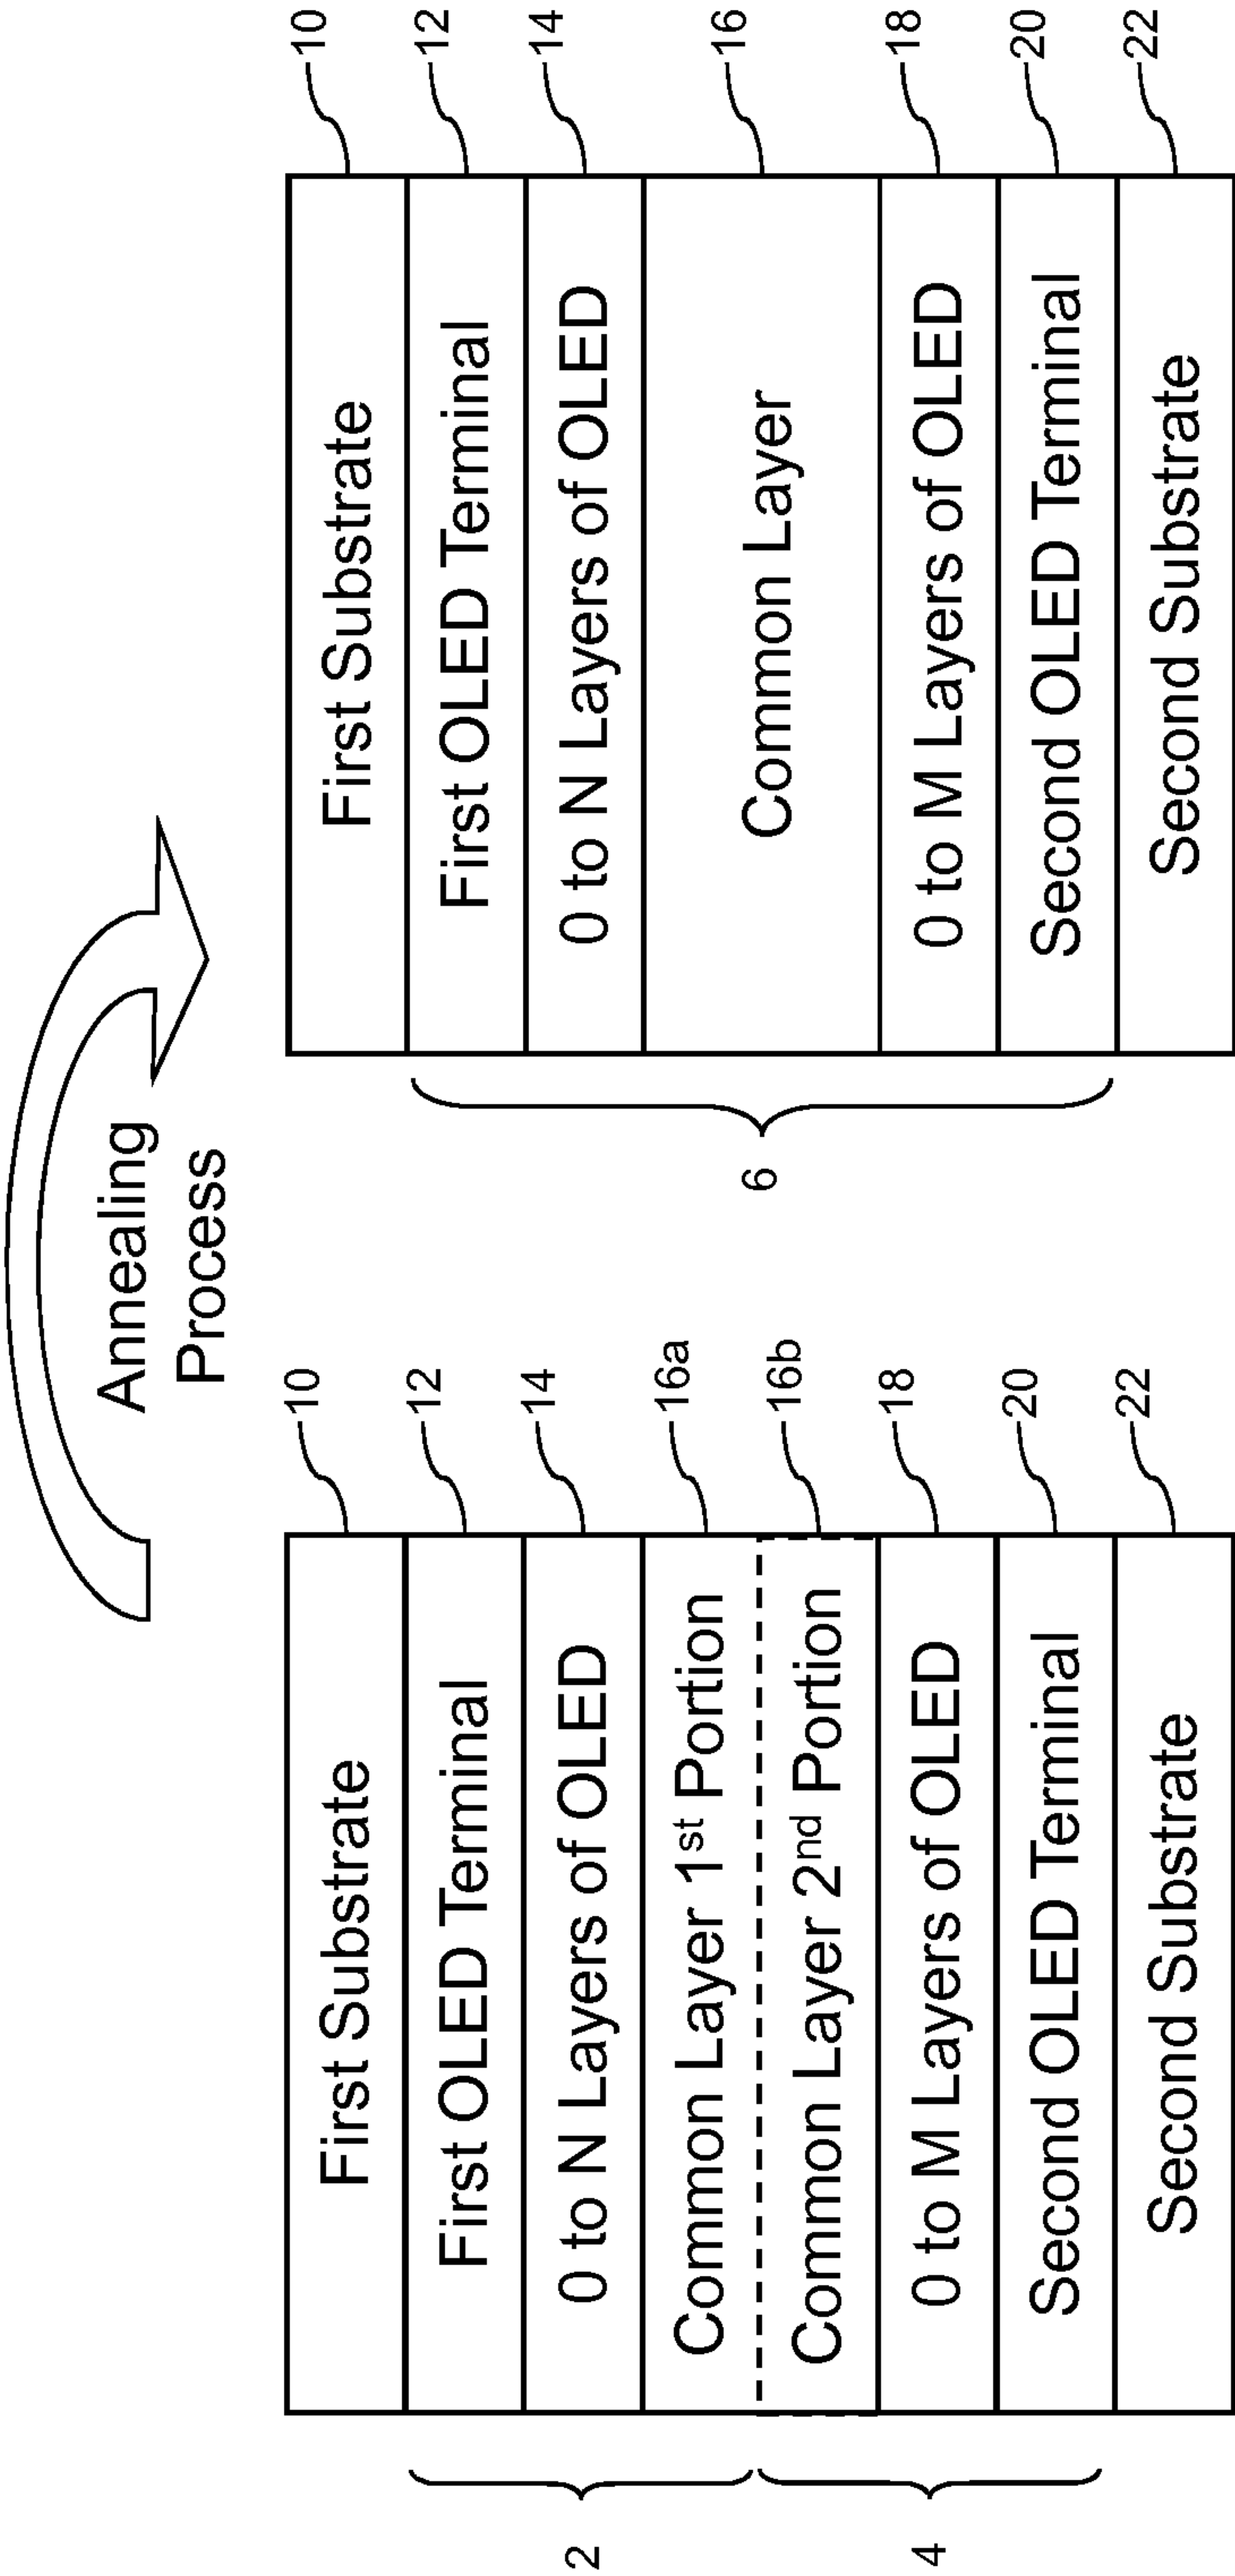 Annealing
Process
2
4
First Substrate
10
First OLED Terminal
12
0 to N Layers of OLED
14
Common Layer 1st Portion
16a
Common Layer 2nd Portion
16b
0 to M Layers of OLED
18
Second OLED Terminal
20
Second Substrate
22
6
First Substrate
10
First OLED Terminal
12
0 to N Layers of OLED
14
Common Layer
16
0 to M Layers of OLED
18
Second OLED Terminal
20
Second Substrate
22